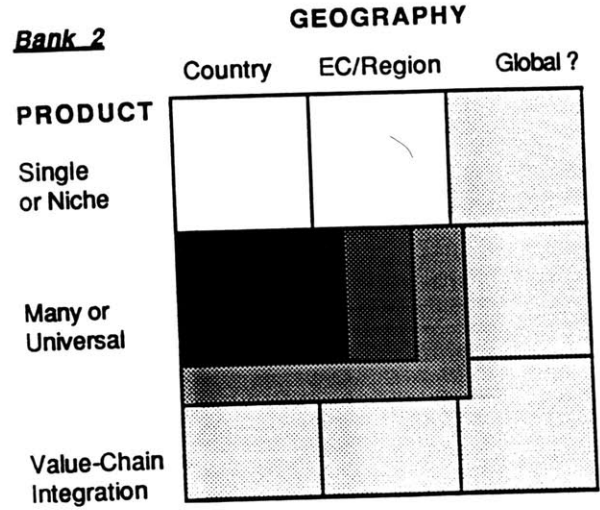 Bank 2
GEOGRAPHY
Country EC/Region Global ?
PRODUCT
Single
or Niche
Many or
Universal
Value-Chain
Integration